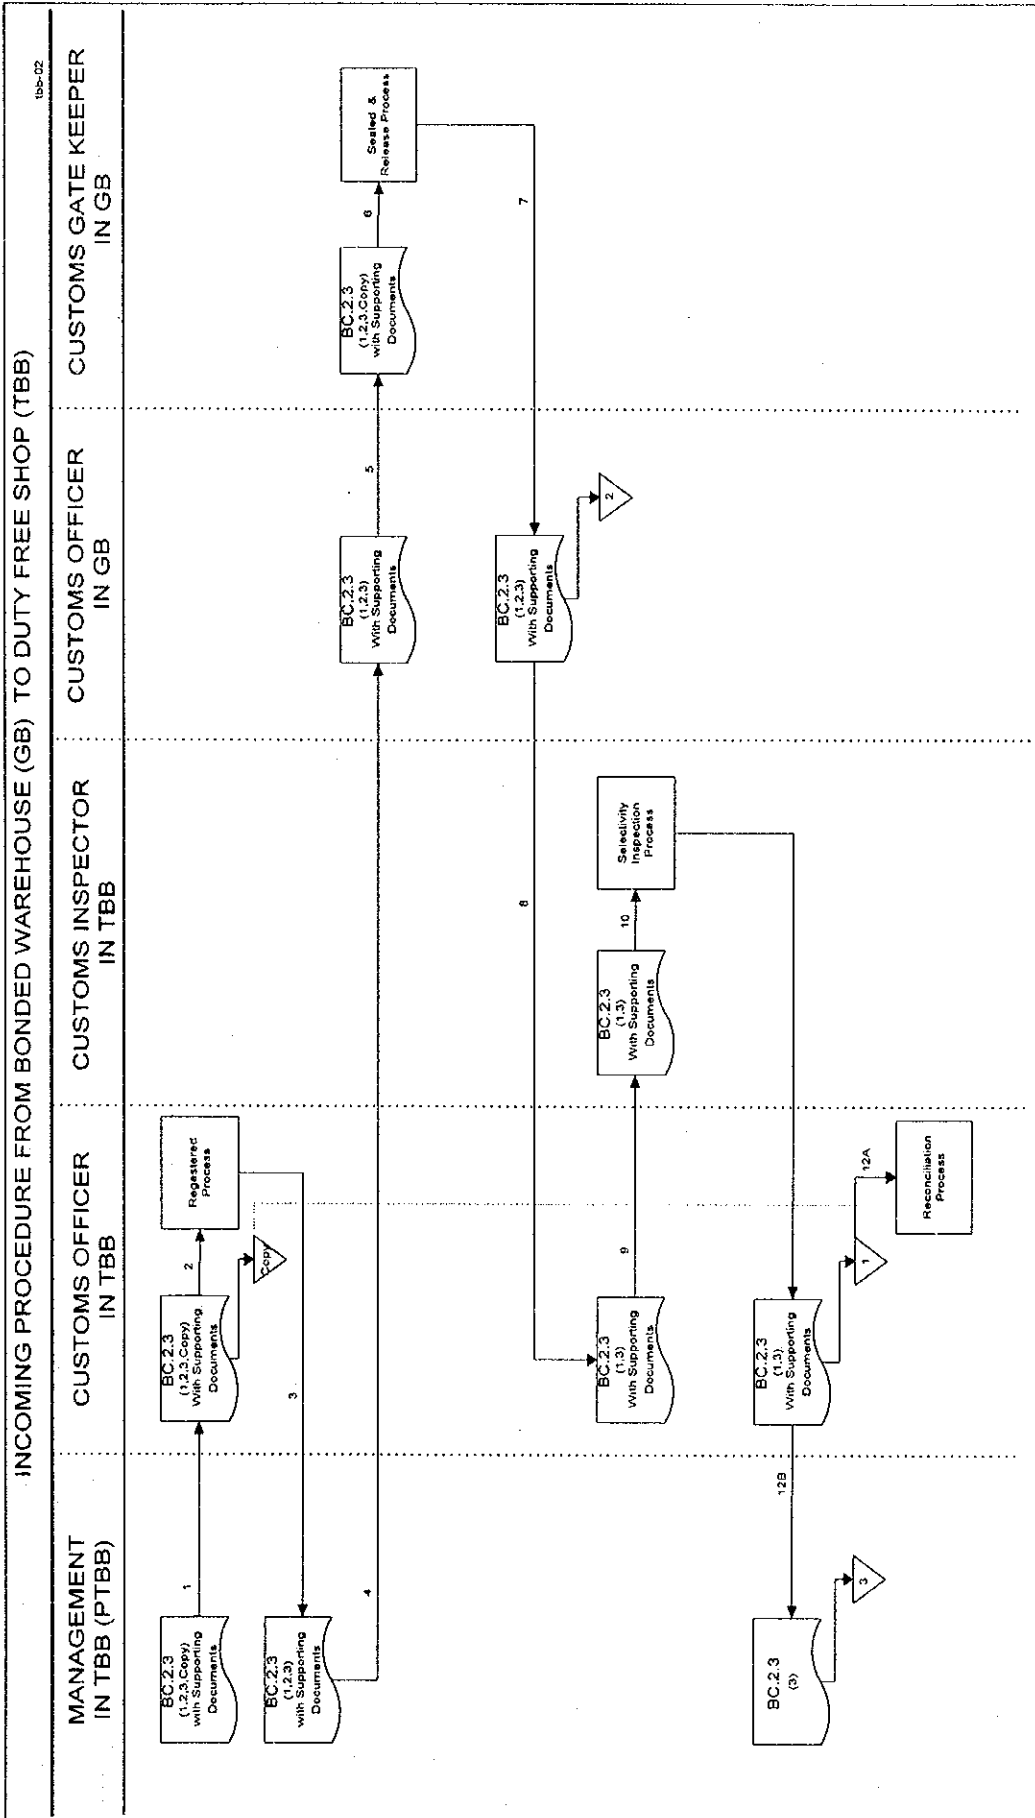 INCOMING PROCEDURE FROM BONDED WAREHOUSE (GB) TO DUTY FREE SHOP (TBB)
tbb-02
MANAGEMENT
IN TBB (PTBB)
CUSTOMS OFFICER
IN TBB
CUSTOMS INSPECTOR
IN TBB
CUSTOMS OFFICER
IN GB
CUSTOMS GATE KEEPER
IN GB
BC.2.3
(1,2,3,Copy)
with Supporting
Documents
1
BC.2.3
(1,2,3,Copy)
With Supporting
Documents
2
Regestered
Process
Copy
3
BC.2.3
(1,2,3)
with Supporting
Documents
4
BC.2.3
(1,2,3)
With Supporting
Documents
5
BC.2.3
(1,2,3,Copy)
with Supporting
Documents
6
Sealed &
Release Process
7
BC.2.3
(1,2,3)
With Supporting
Documents
2
8
BC.2.3
(1,3)
With Supporting
Documents
9
BC.2.3
(1,3)
With Supporting
Documents
10
Selectivity
Inspection
Process
BC.2.3
(1,3)
With Supporting
Documents
1
12A
Reconciliation
Process
12B
BC.2.3
(3)
3